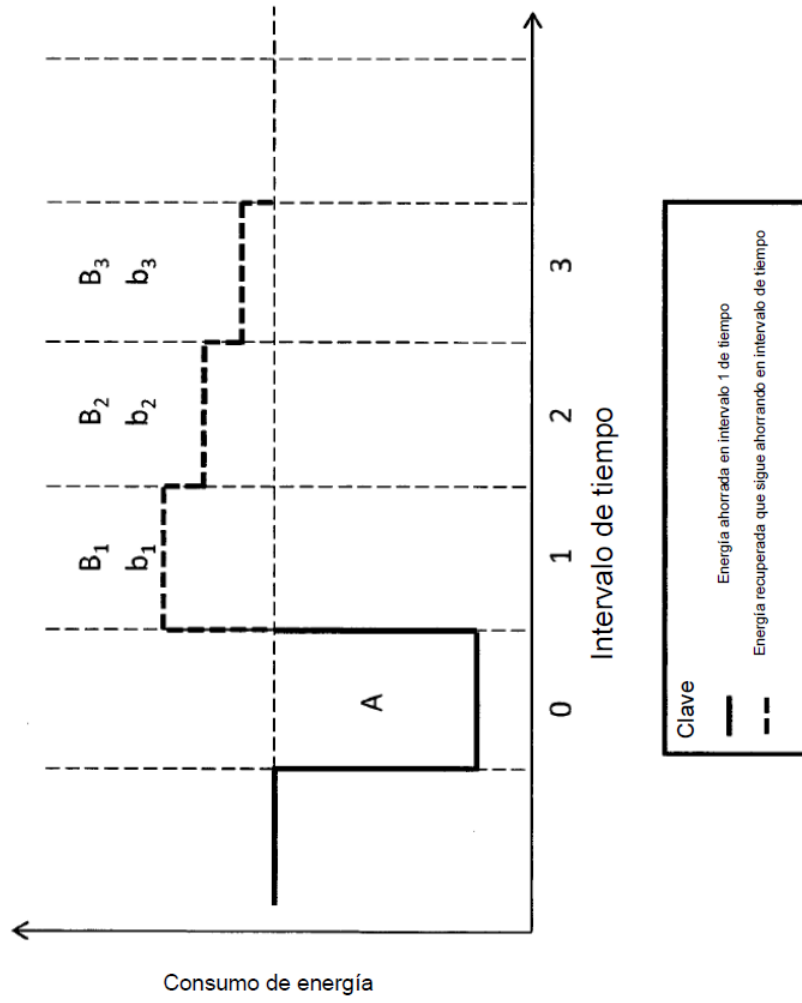 Consumo de energía
A
B₁ B₂ B₃
b₁ b₂ b₃
0 1 2 3
Intervalo de tiempo
Clave
Energía ahorrada en intervalo 1 de tiempo
Energía recuperada que sigue ahorrando en intervalo de tiempo